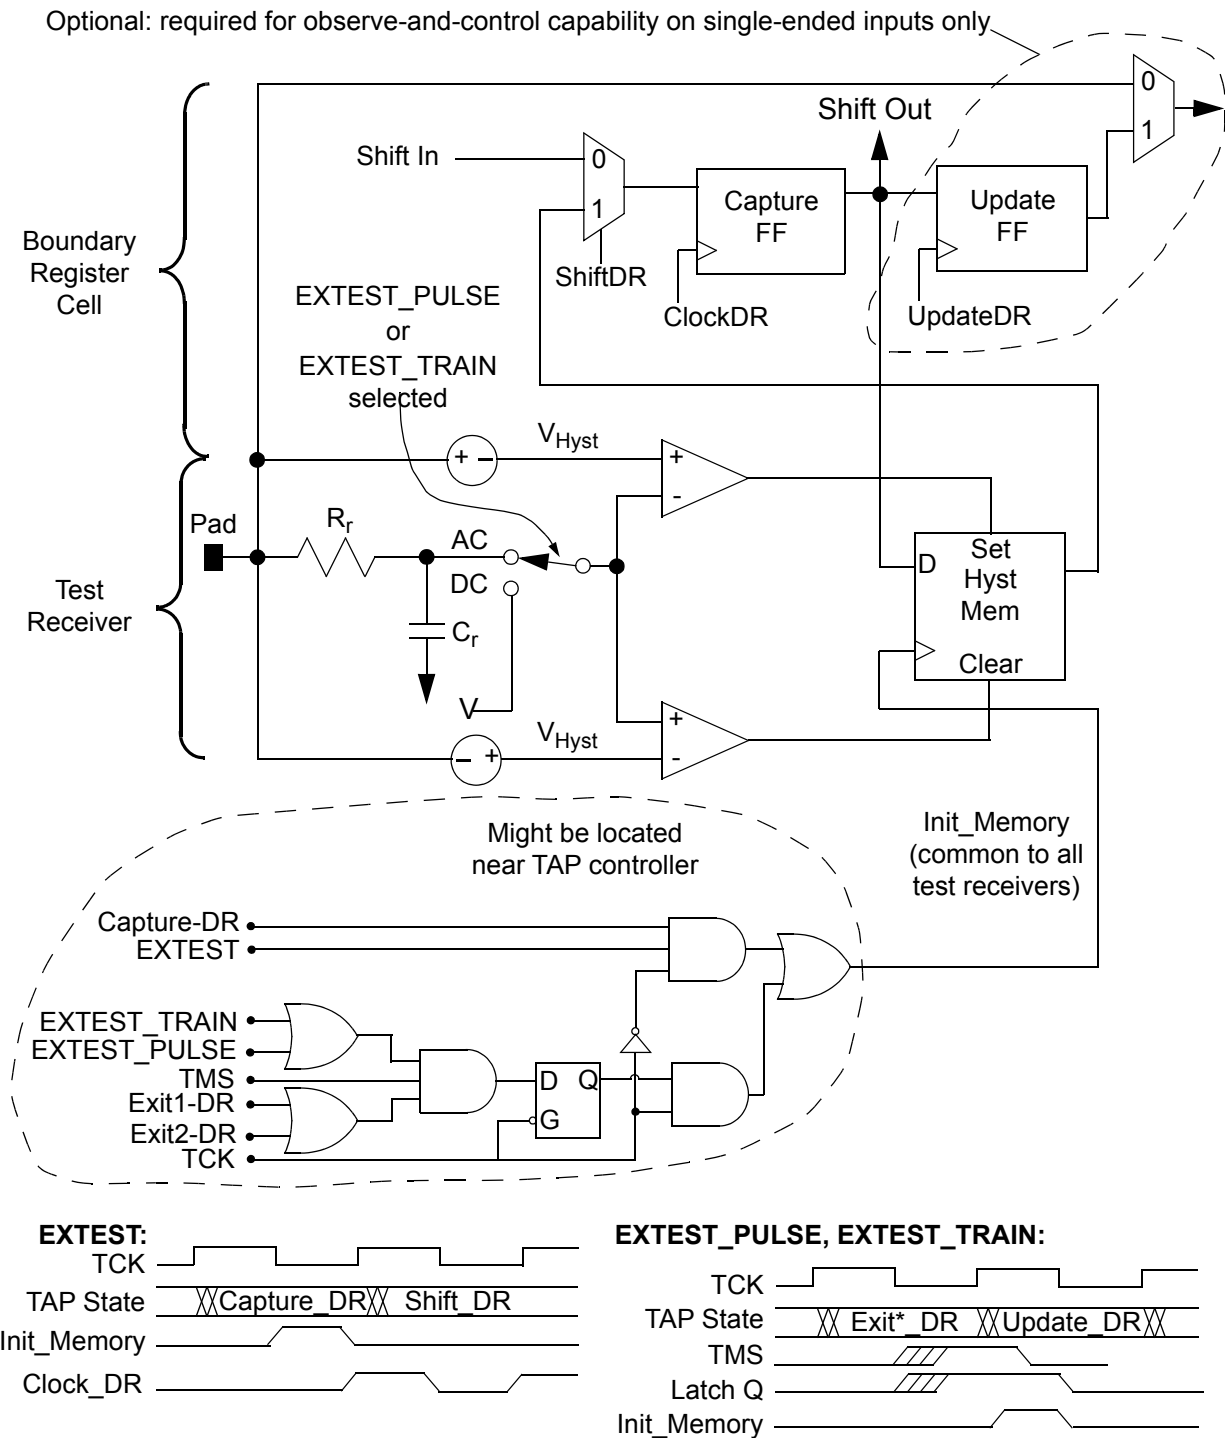 Optional: required for observe-and-control capability on single-ended inputs only
0
1
Shift Out
Shift In
0
1
Capture
FF
Update
FF
ShiftDR
ClockDR
UpdateDR
Boundary
Register
Cell
EXTEST_PULSE
or
EXTEST_TRAIN
selected
+ -
VHyst
+
-
Pad
Rr
AC
DC
Cr
V
Test
Receiver
D
Set
Hyst
Mem
Clear
- +
VHyst
+
-
Might be located
near TAP controller
Init_Memory
(common to all
test receivers)
Capture-DR
EXTEST
EXTEST_TRAIN
EXTEST_PULSE
TMS
Exit1-DR
Exit2-DR
TCK
D Q
G
EXTEST:
TCK
TAP State
Capture_DR
Shift_DR
Init_Memory
Clock_DR
EXTEST_PULSE, EXTEST_TRAIN:
TCK
TAP State
Exit*_DR
Update_DR
TMS
Latch Q
Init_Memory